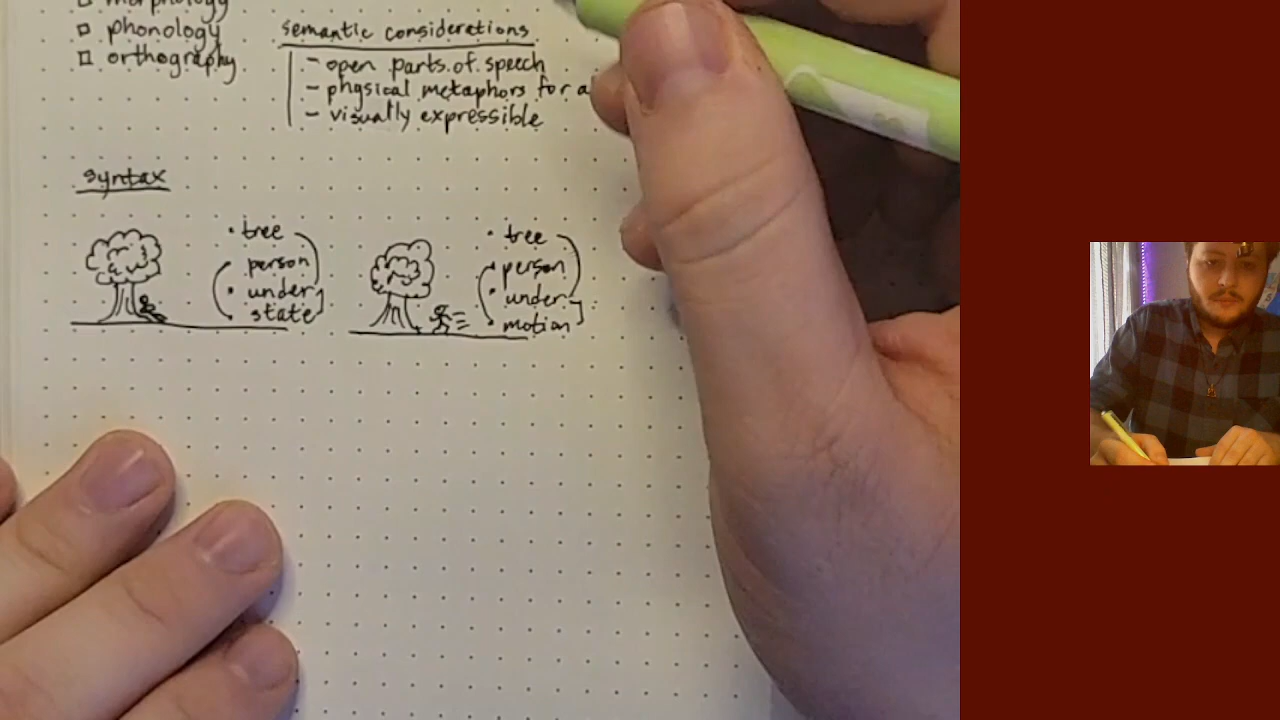 morphology
phonology
orthography
semantic considerations
- open parts of speech
- physical metaphors for a
- visually expressible
syntax
• tree
person
• under
state
• tree
person
• under
motion